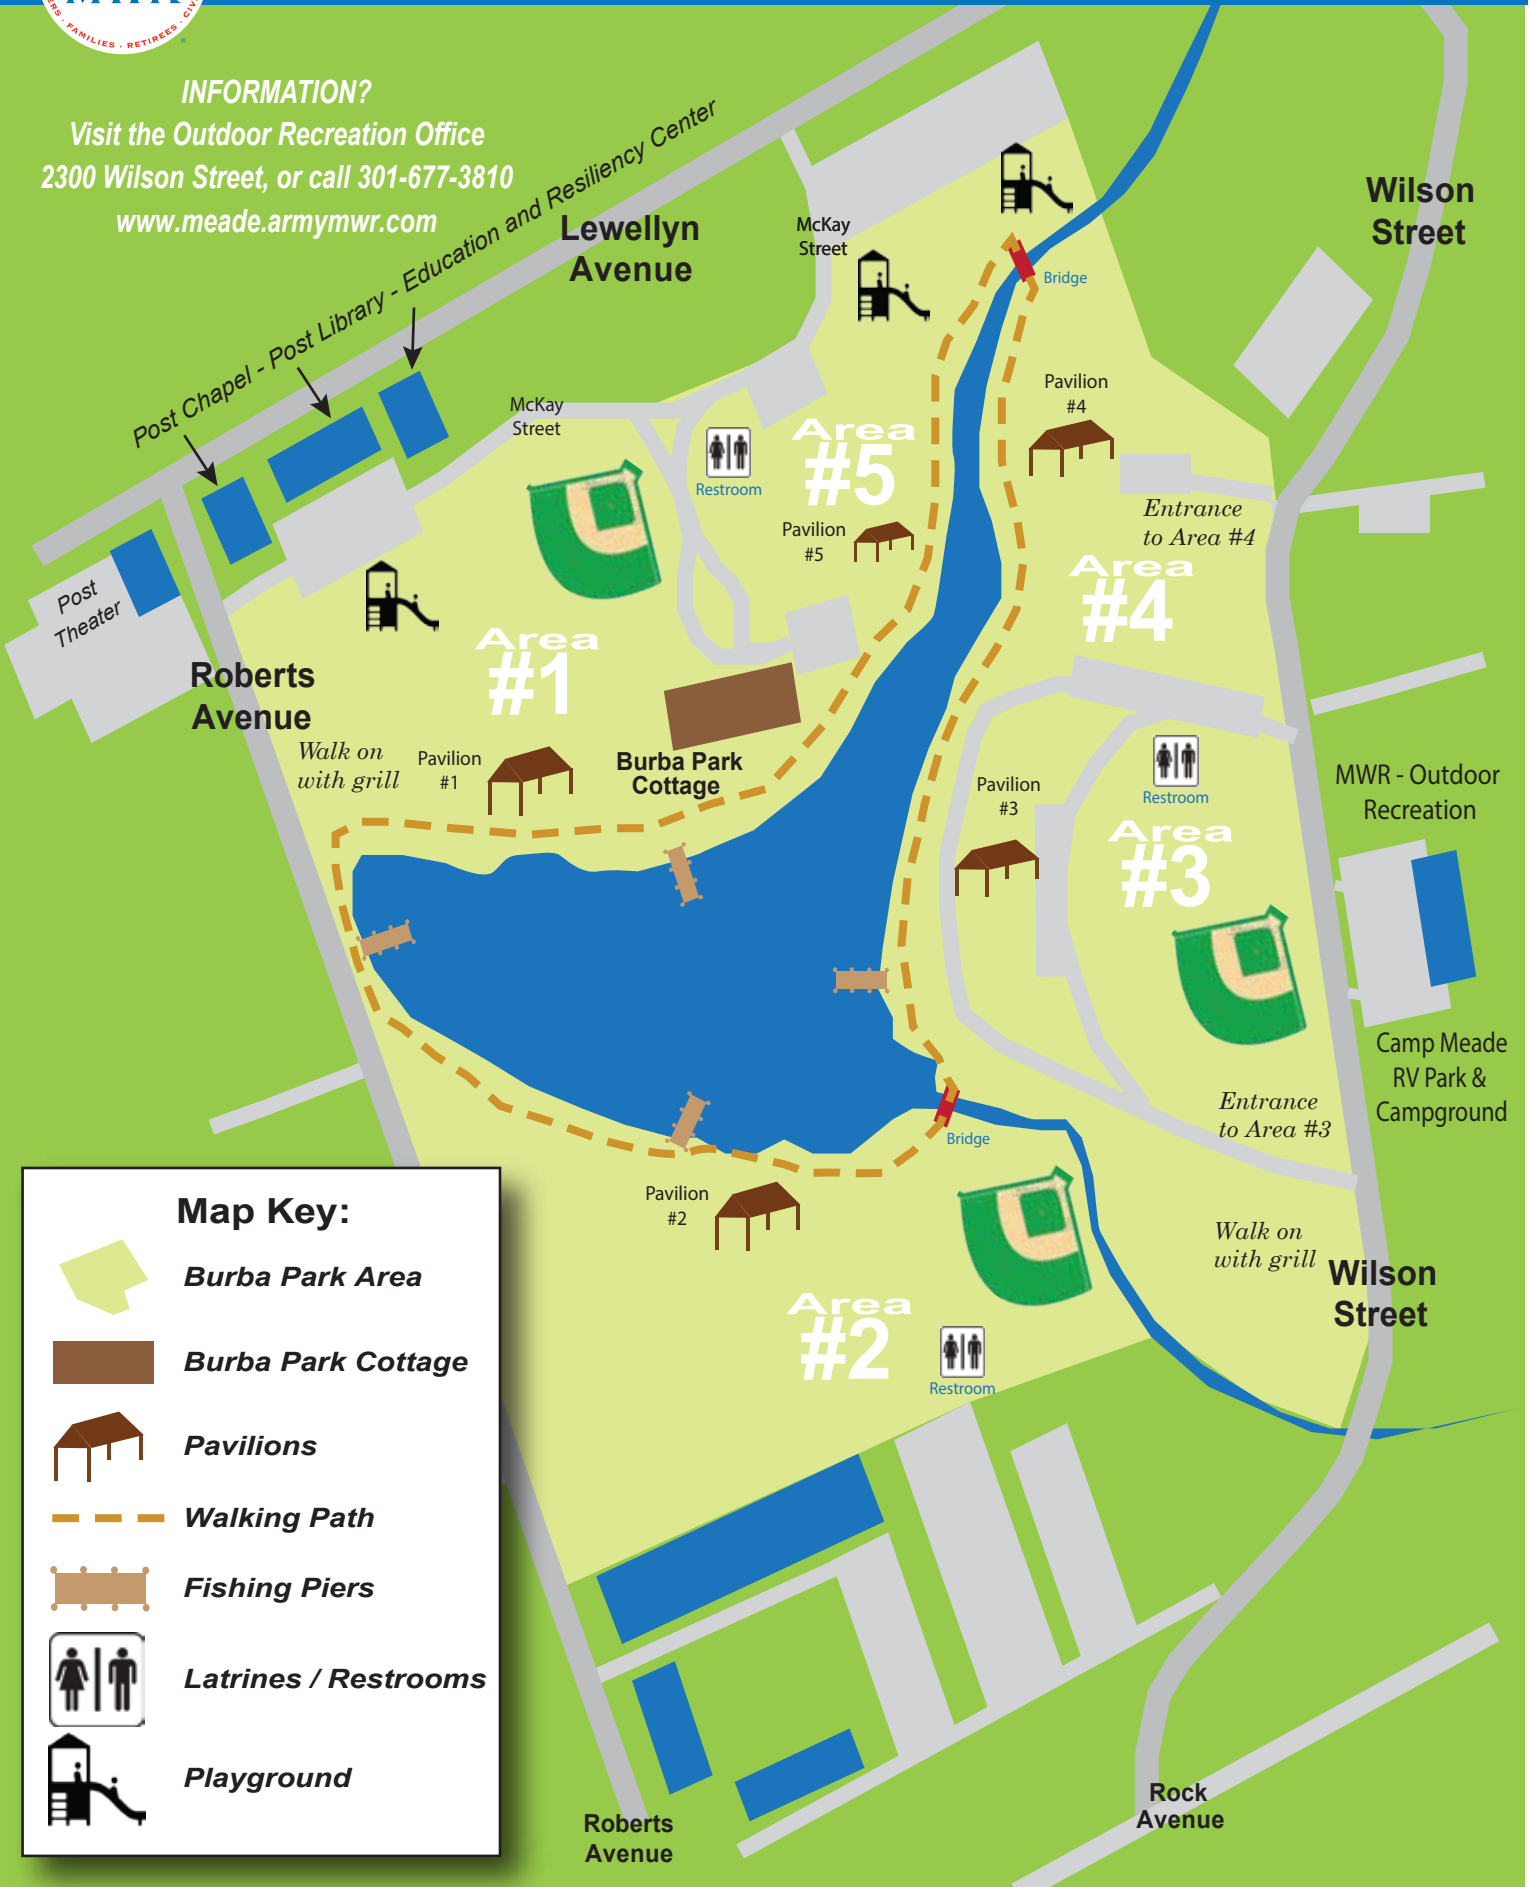 ERS · FAMILIES · RETIREES · CIV
INFORMATION?
Visit the Outdoor Recreation Office
2300 Wilson Street, or call 301-677-3810
www.meade.armymwr.com
Post Chapel - Post Library - Education and Resiliency Center
Lewellyn
Avenue
McKay
Street
Wilson
Street
Bridge
McKay
Street
Restroom
Area
#5
Pavilion
#5
Pavilion
#4
Entrance
to Area #4
Area
#4
Post
Theater
Roberts
Avenue
Area
#1
Walk on
with grill
Pavilion
#1
Burba Park
Cottage
Pavilion
#3
Restroom
Area
#3
MWR - Outdoor
Recreation
Camp Meade
RV Park &
Campground
Entrance
to Area #3
Bridge
Pavilion
#2
Walk on
with grill
Wilson
Street
Area
#2
Restroom
Map Key:
Burba Park Area
Burba Park Cottage
Pavilions
Walking Path
Fishing Piers
Latrines / Restrooms
Playground
Roberts
Avenue
Rock
Avenue